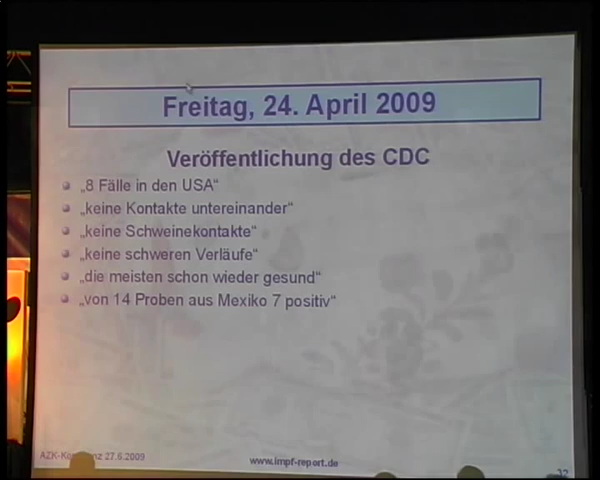 Freitag, 24. April 2009
Veröffentlichung des CDC
„8 Fälle in den USA“
„keine Kontakte untereinander“
„keine Schweinekontakte“
„keine schweren Verläufe“
„die meisten schon wieder gesund“
„von 14 Proben aus Mexiko 7 positiv“
AZK- 27.6.2009
www.impf-report.de